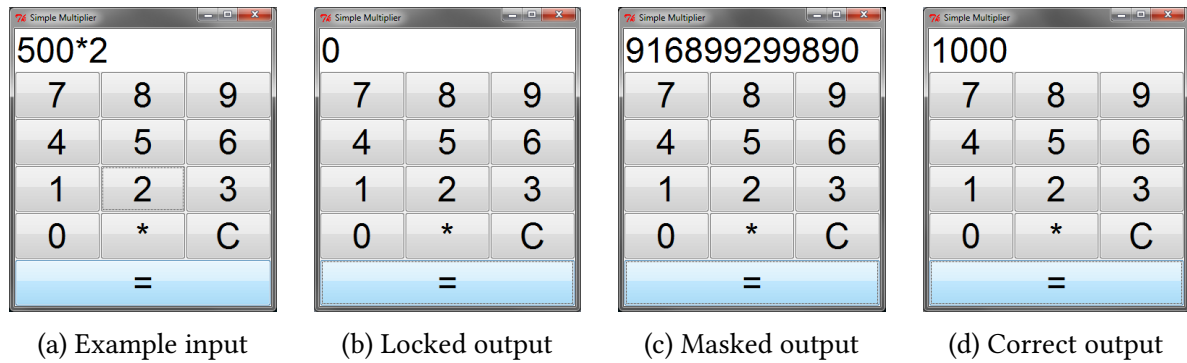 Simple Multiplier Simple Multiplier Simple Multiplier Simple Multiplier
500*2 0 916899299890 1000
7 8 9 7 8 9 7 8 9 7 8 9
4 5 6 4 5 6 4 5 6 4 5 6
1 2 3 1 2 3 1 2 3 1 2 3
0 * C 0 * C 0 * C 0 * C
= = = =
(a) Example input (b) Locked output (c) Masked output (d) Correct output